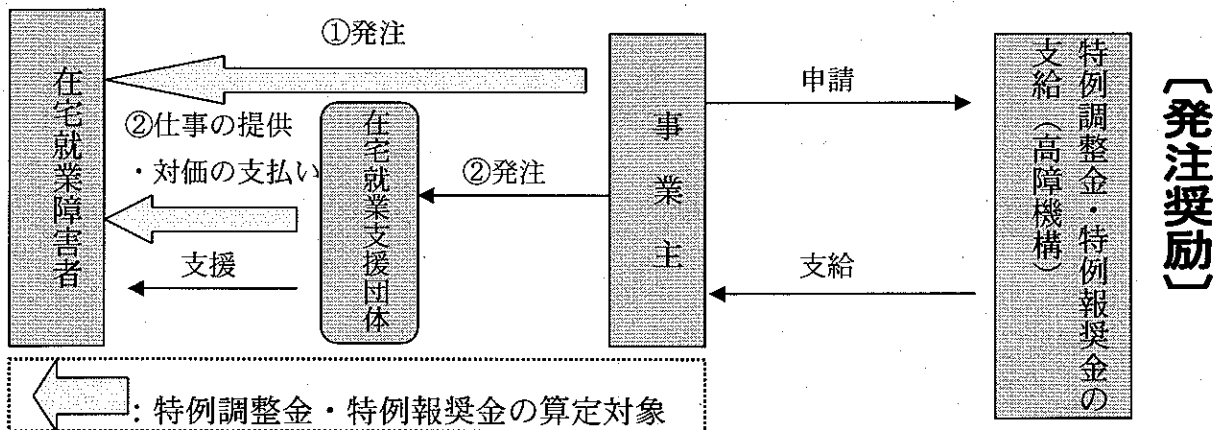 ①発注
在宅就業障害者
②仕事の提供
・対価の支払い
支援
在宅就業支援団体
②発注
事業主
申請
支給
特例調整金・特例報奨金の
支給（高障機構）
〔発注奨励〕
：特例調整金・特例報奨金の算定対象